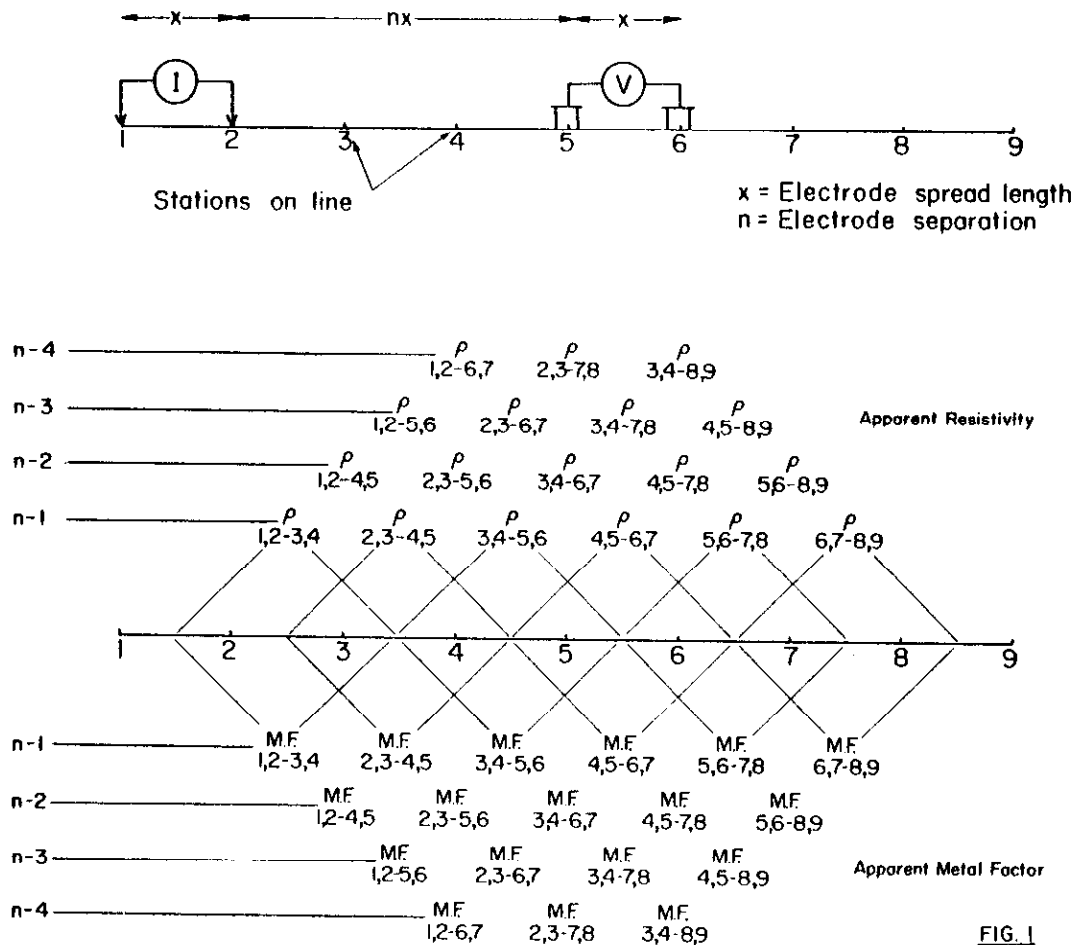 x nx x
I V
1 2 3 4 5 6 7 8 9
Stations on line
x = Electrode spread length
n = Electrode separation
n-4 ρ ρ ρ
1,2-6,7 2,3-7,8 3,4-8,9
n-3 ρ ρ ρ ρ Apparent Resistivity
1,2-5,6 2,3-6,7 3,4-7,8 4,5-8,9
n-2 ρ ρ ρ ρ ρ
1,2-4,5 2,3-5,6 3,4-6,7 4,5-7,8 5,6-8,9
n-1 ρ ρ ρ ρ ρ ρ
1,2-3,4 2,3-4,5 3,4-5,6 4,5-6,7 5,6-7,8 6,7-8,9
1 2 3 4 5 6 7 8 9
n-1 M.F. M.F. M.F. M.F. M.F. M.F.
1,2-3,4 2,3-4,5 3,4-5,6 4,5-6,7 5,6-7,8 6,7-8,9
n-2 M.F. M.F. M.F. M.F. M.F.
1,2-4,5 2,3-5,6 3,4-6,7 4,5-7,8 5,6-8,9
n-3 M.F. M.F. M.F. M.F.
1,2-5,6 2,3-6,7 3,4-7,8 4,5-8,9 Apparent Metal Factor
n-4 M.F. M.F. M.F.
1,2-6,7 2,3-7,8 3,4-8,9
FIG. 1